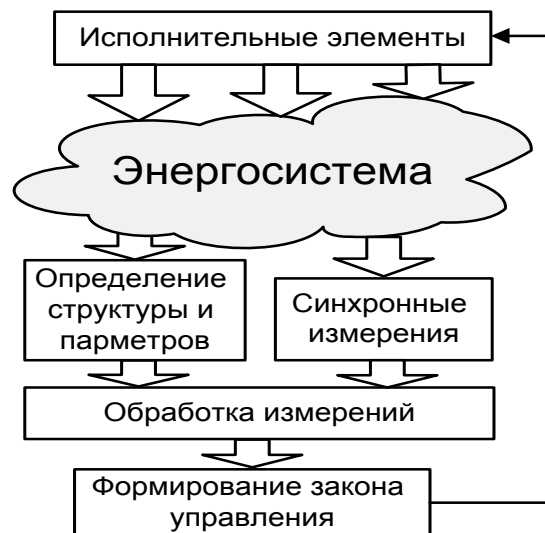 Исполнительные элементы
Энергосистема
Определение
структуры и
парметров
Синхронные
измерения
Обработка измерений
Формирование закона
управления